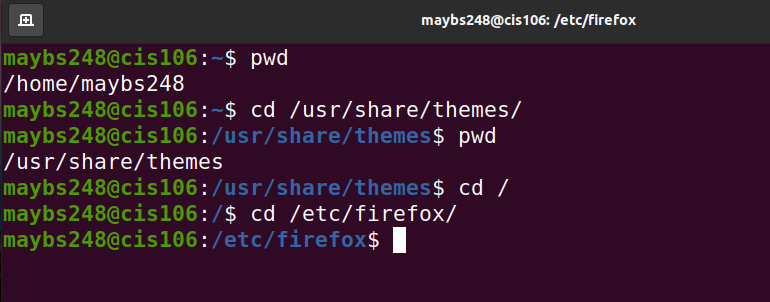 maybs248@cis106: /etc/firefox
maybs248@cis106:~$ pwd
/home/maybs248
maybs248@cis106:~$ cd /usr/share/themes/
maybs248@cis106:/usr/share/themes$ pwd
/usr/share/themes
maybs248@cis106:/usr/share/themes$ cd /
maybs248@cis106:/$ cd /etc/firefox/
maybs248@cis106:/etc/firefox$